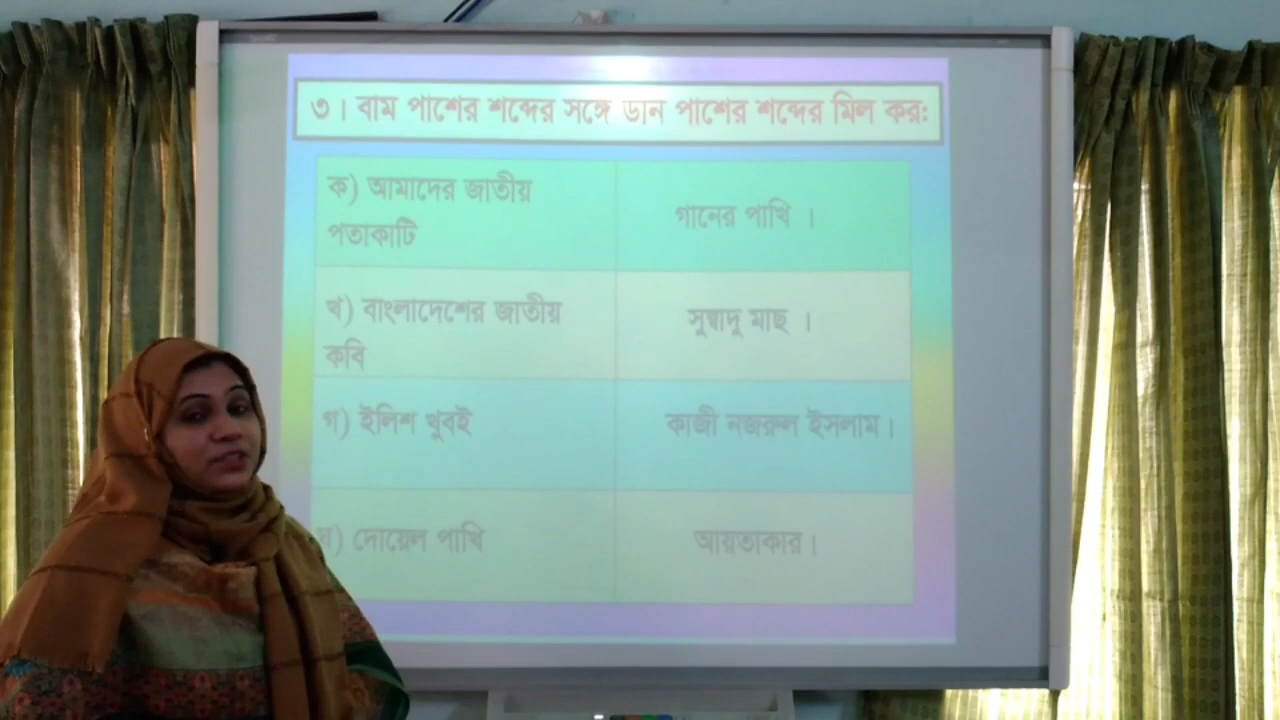 ৩। বাম পাশের শব্দের সঙ্গে ডান পাশের শব্দের মিল কর:
ক) আমাদের জাতীয়
পতাকাটি
গানের পাখি ।
খ) বাংলাদেশের জাতীয়
কবি
সুস্বাদু মাছ ।
গ) ইলিশ খুবই
কাজী নজরুল ইসলাম।
ঘ) দোয়েল পাখি
আয়তাকার।